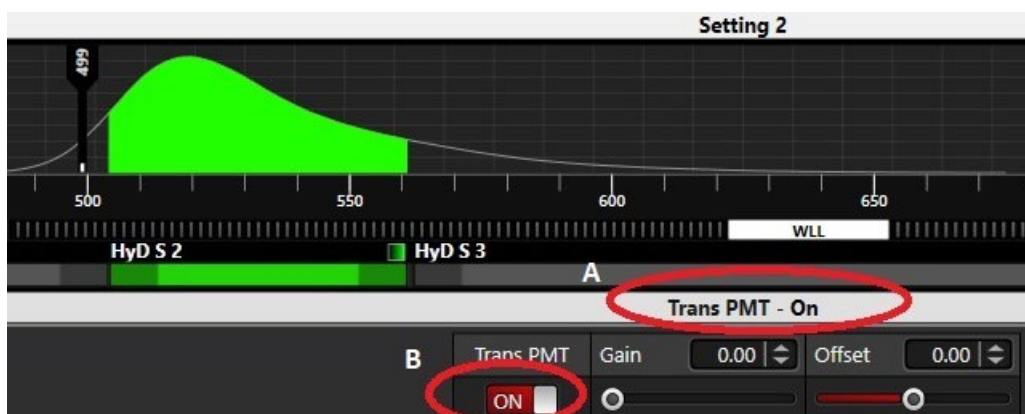 Setting 2
499
500 550 600 650
WLL
HyD S 2 HyD S 3
A
Trans PMT - On
B Trans PMT Gain 0.00 Offset 0.00
ON